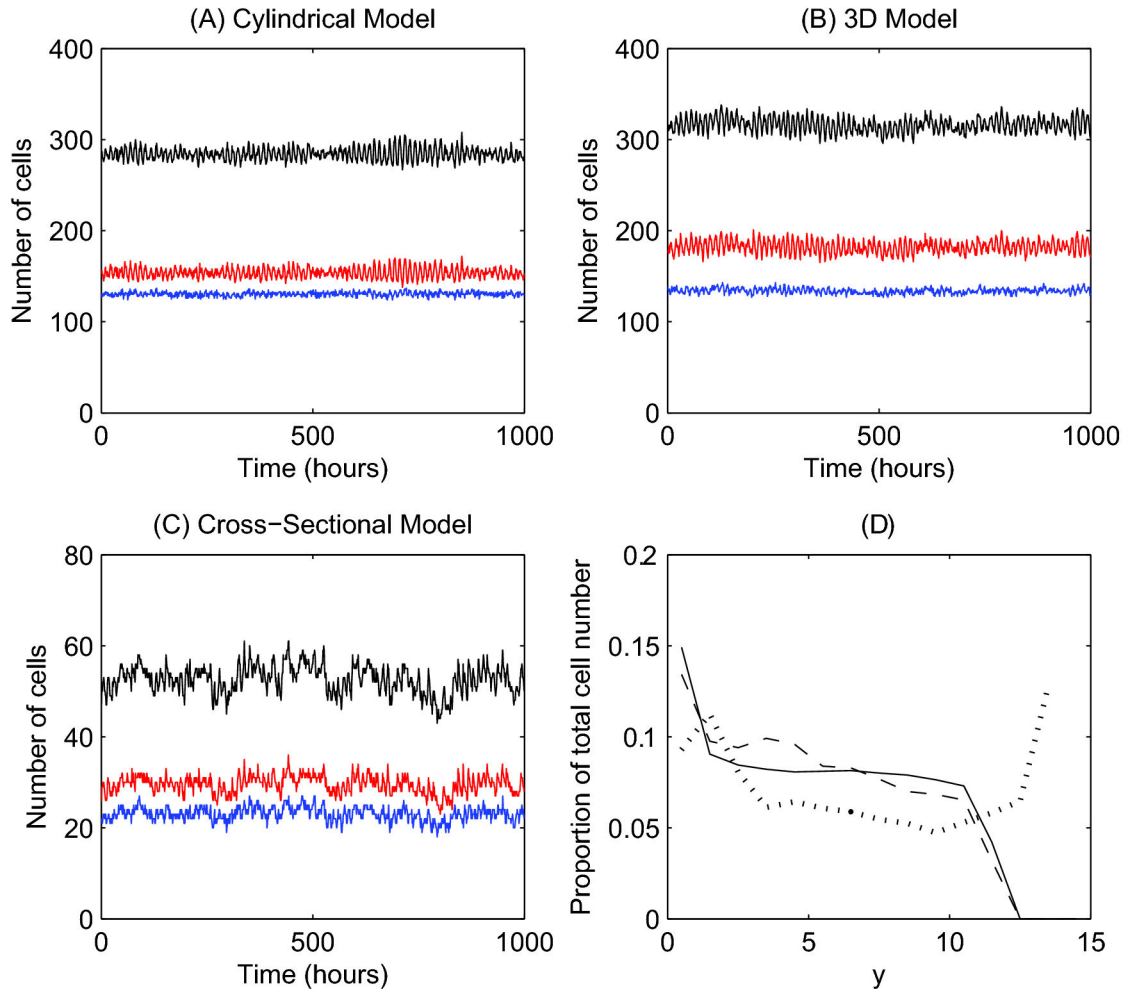 (A) Cylindrical Model
400
300
200
100
0
Number of cells
0 500 1000
Time (hours)
(B) 3D Model
400
300
200
100
0
Number of cells
0 500 1000
Time (hours)
(C) Cross−Sectional Model
80
60
40
20
0
Number of cells
0 500 1000
Time (hours)
(D)
0.2
0.15
0.1
0.05
0
Proportion of total cell number
0 5 10 15
y